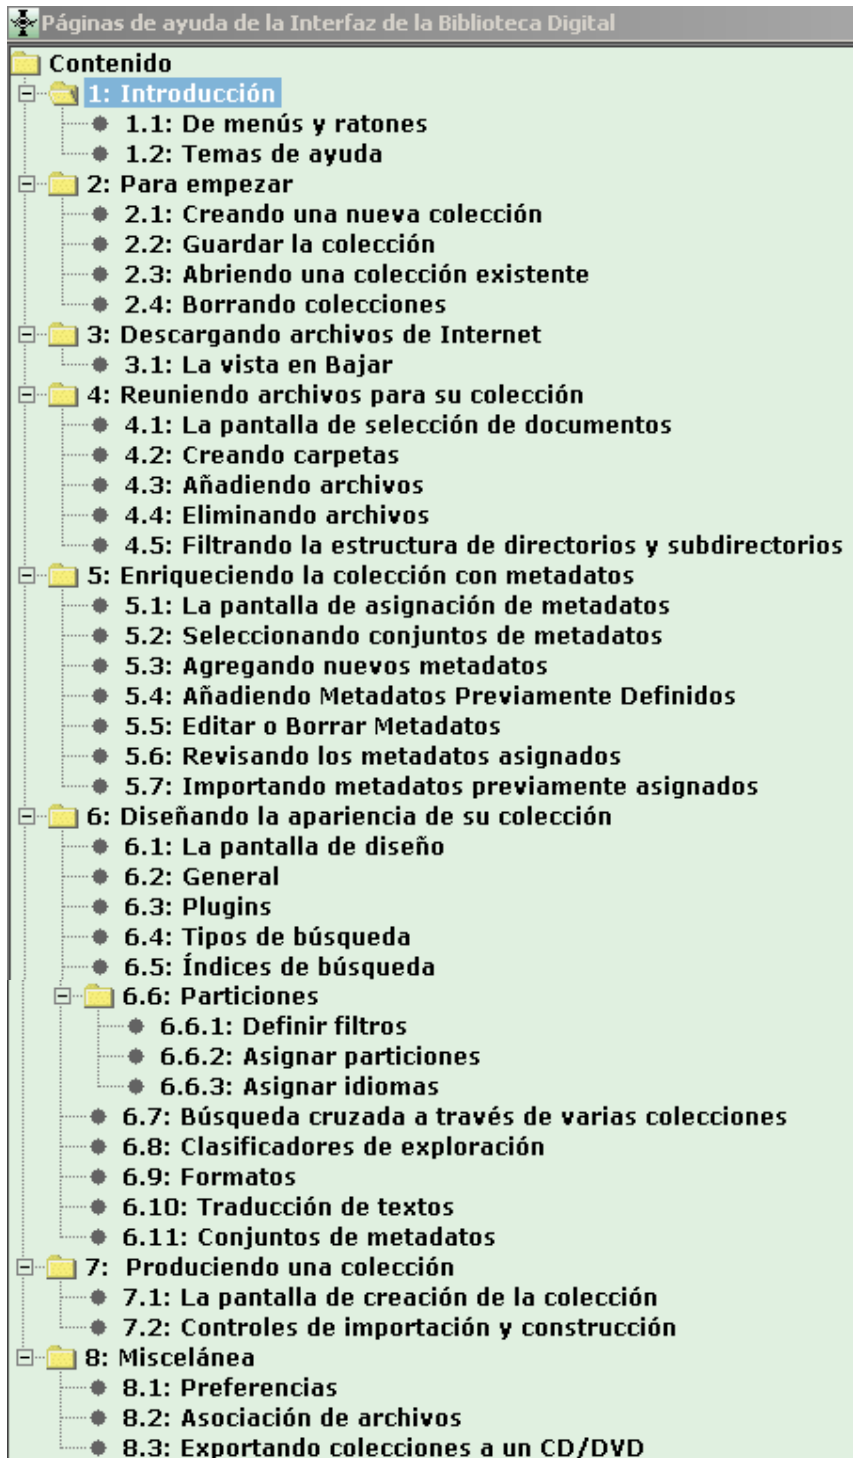 Páginas de ayuda de la Interfaz de la Biblioteca Digital
Contenido
1: Introducción
1.1: De menús y ratones
1.2: Temas de ayuda
2: Para empezar
2.1: Creando una nueva colección
2.2: Guardar la colección
2.3: Abriendo una colección existente
2.4: Borrando colecciones
3: Descargando archivos de Internet
3.1: La vista en Bajar
4: Reuniendo archivos para su colección
4.1: La pantalla de selección de documentos
4.2: Creando carpetas
4.3: Añadiendo archivos
4.4: Eliminando archivos
4.5: Filtrando la estructura de directorios y subdirectorios
5: Enriqueciendo la colección con metadatos
5.1: La pantalla de asignación de metadatos
5.2: Seleccionando conjuntos de metadatos
5.3: Agregando nuevos metadatos
5.4: Añadiendo Metadatos Previamente Definidos
5.5: Editar o Borrar Metadatos
5.6: Revisando los metadatos asignados
5.7: Importando metadatos previamente asignados
6: Diseñando la apariencia de su colección
6.1: La pantalla de diseño
6.2: General
6.3: Plugins
6.4: Tipos de búsqueda
6.5: Índices de búsqueda
6.6: Particiones
6.6.1: Definir filtros
6.6.2: Asignar particiones
6.6.3: Asignar idiomas
6.7: Búsqueda cruzada a través de varias colecciones
6.8: Clasificadores de exploración
6.9: Formatos
6.10: Traducción de textos
6.11: Conjuntos de metadatos
7: Produciendo una colección
7.1: La pantalla de creación de la colección
7.2: Controles de importación y construcción
8: Miscelánea
8.1: Preferencias
8.2: Asociación de archivos
8.3: Exportando colecciones a un CD/DVD